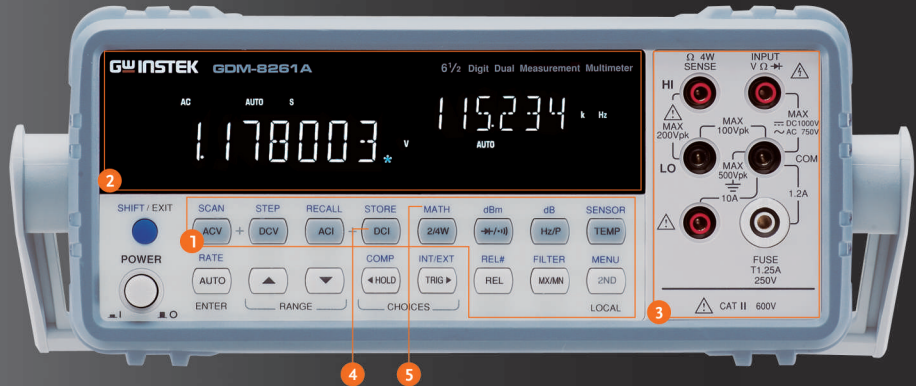 GW INSTEK GDM-8261A 6½ Digit Dual Measurement Multimeter
AC AUTO S
1.178003* V
115.234 k Hz
AUTO
2
Ω 4W SENSE
INPUT V Ω
HI
MAX 200Vpk
MAX 100Vpk
MAX
DC1000V
AC 750V
LO
MAX 500Vpk
COM
10A
1.2A
FUSE
T1.25A
250V
CAT II 600V
3
SHIFT / EXIT SCAN STEP RECALL STORE MATH dBm dB SENSOR
1 ACV + DCV ACI + DCI 2/4W Hz/P TEMP
POWER RATE COMP INT/EXT REL# FILTER MENU
AUTO HOLD TRIG REL MX/MN 2ND
I O ENTER RANGE CHOICES LOCAL
4 5